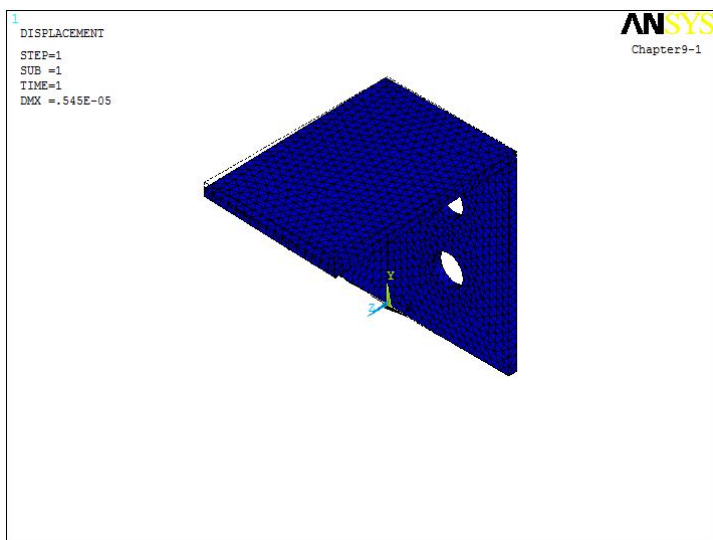 1
DISPLACEMENT
STEP=1
SUB =1
TIME=1
DMX =.545E-05
ANSYS
Chapter9-1
Y
Z